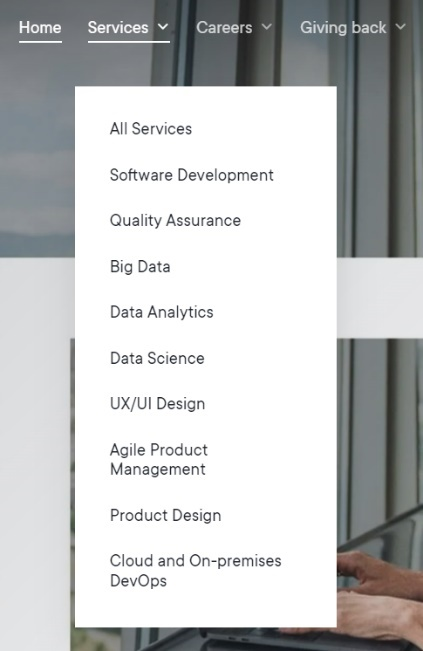 Home Services Careers Giving back
All Services
Software Development
Quality Assurance
Big Data
Data Analytics
Data Science
UX/UI Design
Agile Product
Management
Product Design
Cloud and On-premises
DevOps